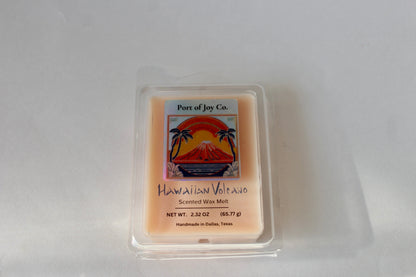 Port of Joy Co.
Hawaiian Volcano
Scented Wax Melt
NET WT. 2.32 OZ (65.77 g)
Handmade in Dallas, Texas